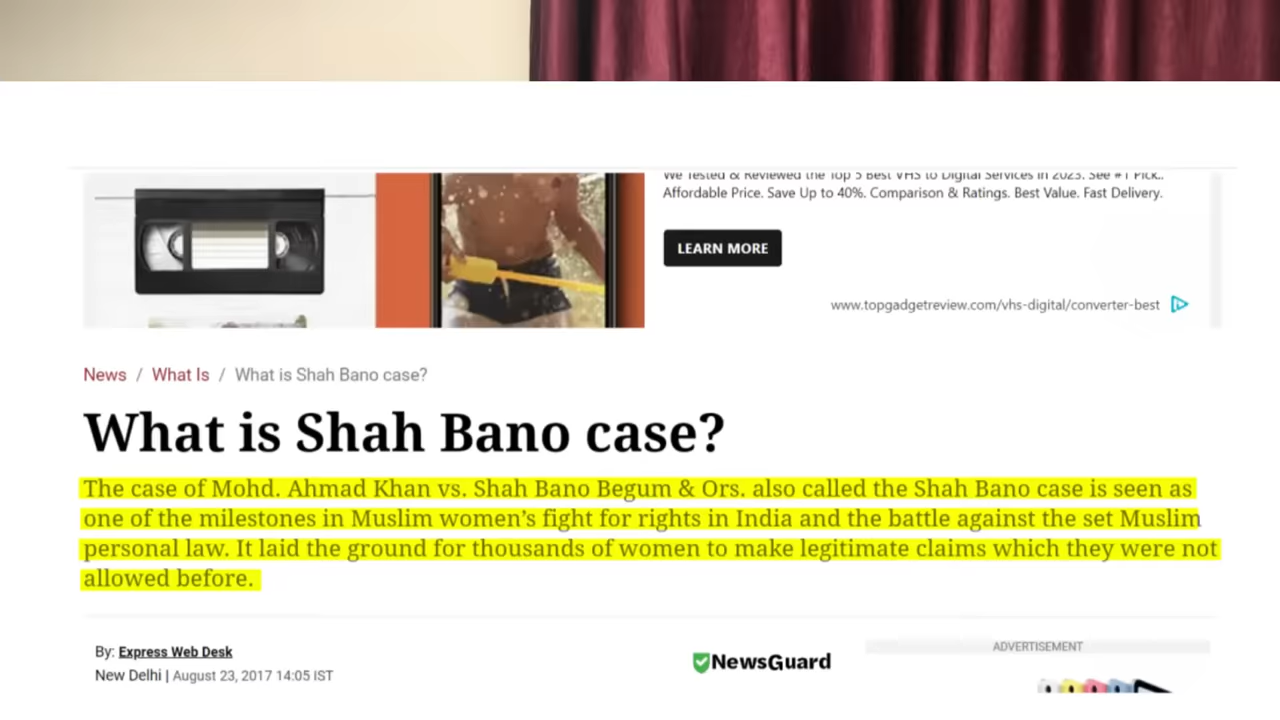 We Tested & Reviewed the Top 5 Best VHS to Digital Services in 2023. See #1 Pick..
Affordable Price. Save Up to 40%. Comparison & Ratings. Best Value. Fast Delivery.
LEARN MORE
www.topgadgetreview.com/vhs-digital/converter-best
News / What Is / What is Shah Bano case?
What is Shah Bano case?
The case of Mohd. Ahmad Khan vs. Shah Bano Begum & Ors. also called the Shah Bano case is seen as
one of the milestones in Muslim women’s fight for rights in India and the battle against the set Muslim
personal law. It laid the ground for thousands of women to make legitimate claims which they were not
allowed before.
By: Express Web Desk
New Delhi | August 23, 2017 14:05 IST
NewsGuard
ADVERTISEMENT